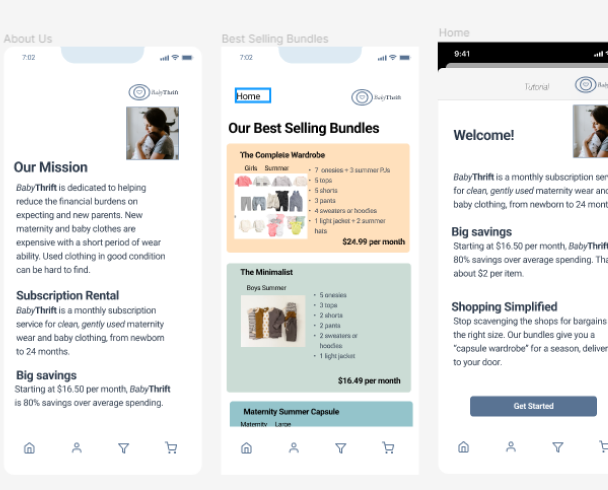 About Us
7:02
BabyThrift
Our Mission
BabyThrift is dedicated to helping
reduce the financial burdens on
expecting and new parents. New
maternity and baby clothes are
expensive with a short period of wear
ability. Used clothing in good condition
can be hard to find.
Subscription Rental
BabyThrift is a monthly subscription
service for clean, gently used maternity
wear and baby clothing, from newborn
to 24 months.
Big savings
Starting at $16.50 per month, BabyThrift
is 80% savings over average spending.
Best Selling Bundles
7:02
Home
BabyThrift
Our Best Selling Bundles
The Complete Wardrobe
Girls Summer
• 7 onesies + 3 summer PJs
• 5 tops
• 5 shorts
• 3 pants
• 4 sweaters or hoodies
• 1 light jacket + 2 summer
hats
$24.99 per month
The Minimalist
Boys Summer
• 5 onesies
• 3 tops
• 2 shorts
• 2 pants
• 2 sweaters or
hoodies
• 1 light jacket
$16.49 per month
Maternity Summer Capsule
Maternity Large
Home
9:41
Tutorial
Welcome!
BabyThrift is a monthly subscription serv
for clean, gently used maternity wear and
baby clothing, from newborn to 24 mont
Big savings
Starting at $16.50 per month, BabyThrift
80% savings over average spending. Tha
about $2 per item.
Shopping Simplified
Stop scavenging the shops for bargains
the right size. Our bundles give you a
"capsule wardrobe" for a season, deliver
to your door.
Get Started